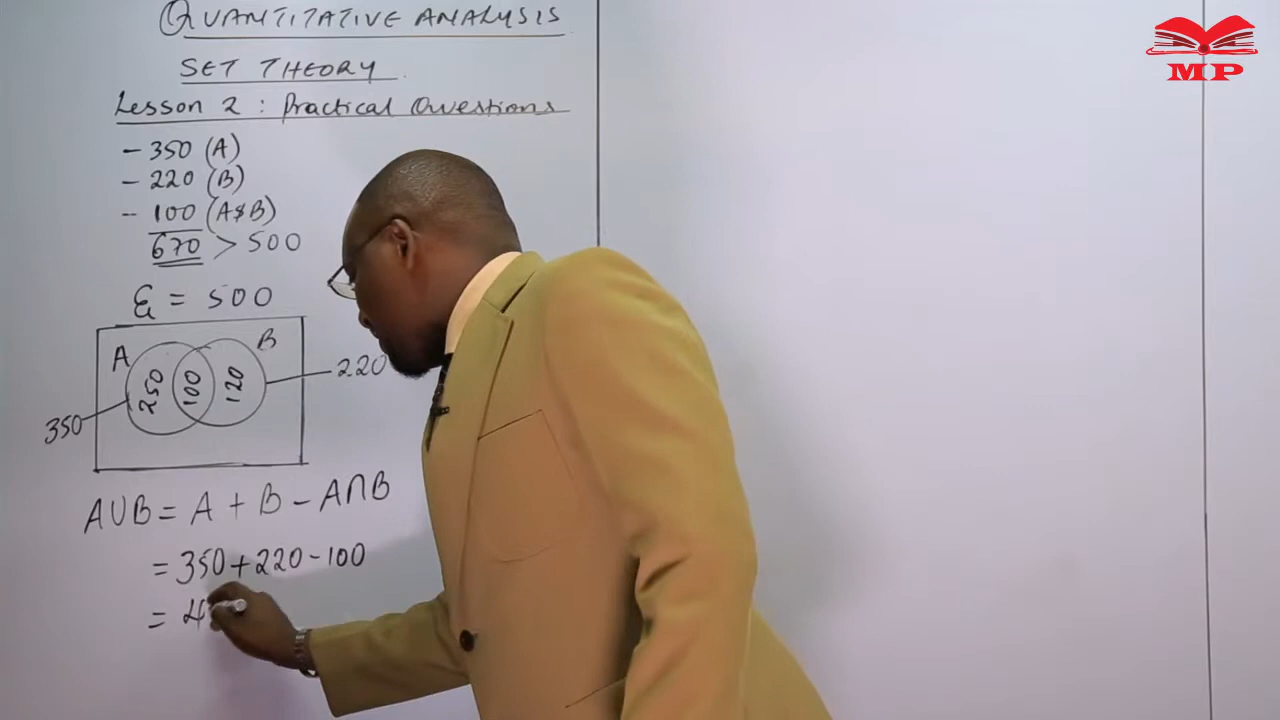 QUANTITATIVE ANALYSIS
SET THEORY
Lesson 2 : Practical Questions
- 350 (A)
- 220 (B)
- 100 (A&B)
670 > 500
ℰ = 500
A B
250 100 120
220
350
AUB = A + B - A∩B
= 350 + 220 - 100
= 4
MP